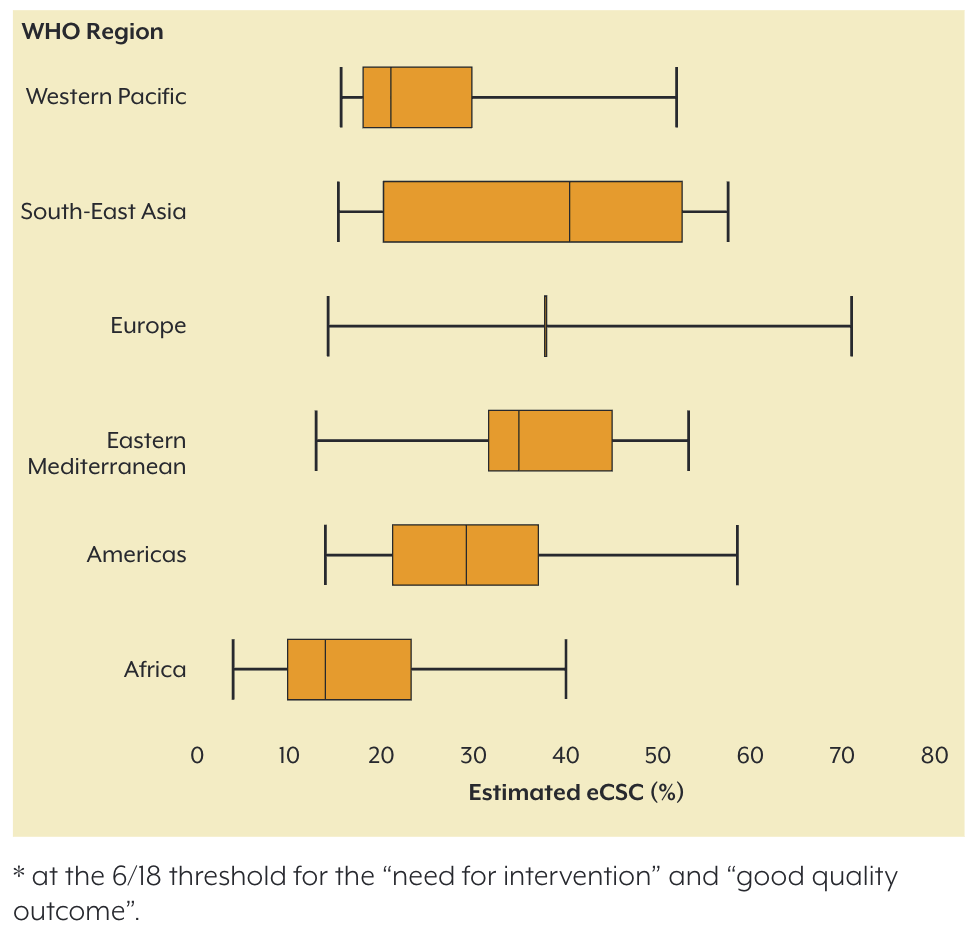 WHO Region
Western Pacific
South-East Asia
Europe
Eastern
Mediterranean
Americas
Africa
0 10 20 30 40 50 60 70 80
Estimated eCSC (%)
* at the 6/18 threshold for the “need for intervention” and “good quality
outcome”.